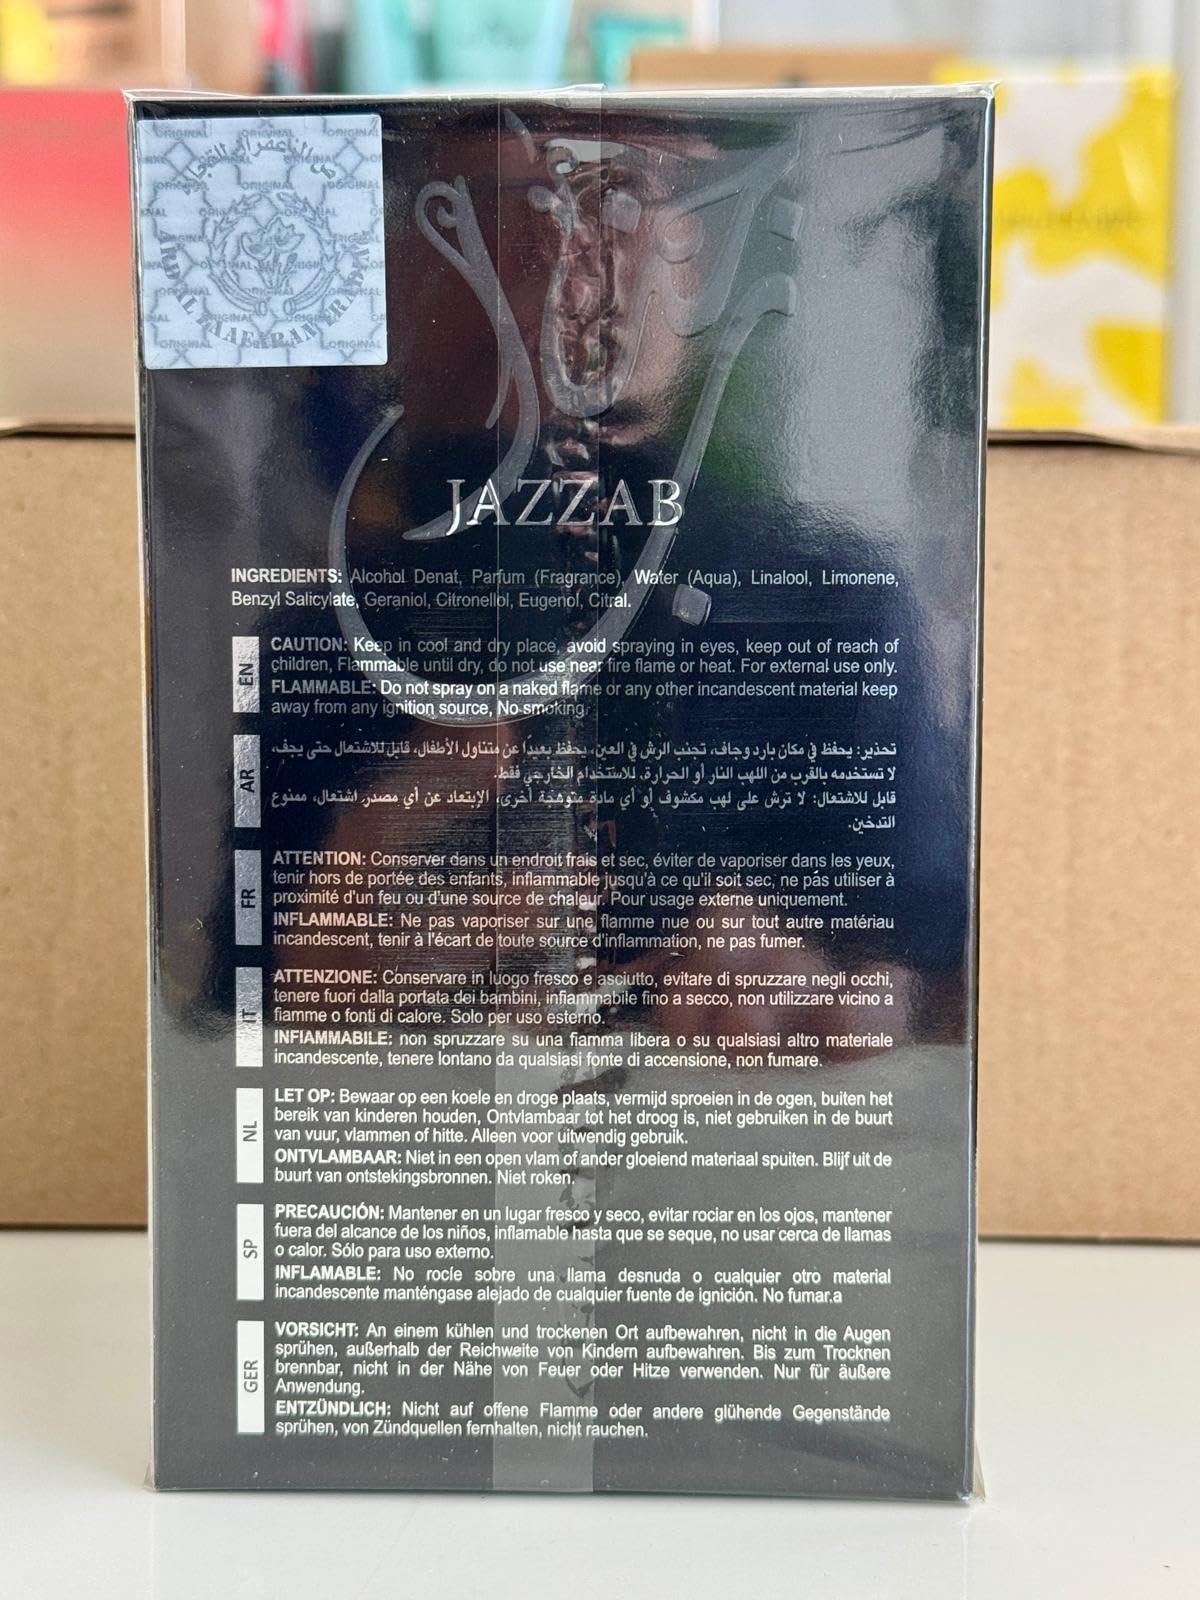 ORIGINAL
JAZZAB
INGREDIENTS: Alcohol Denat, Parfum (Fragrance), Water (Aqua), Linalool, Limonene,
Benzyl Salicylate, Geraniol, Citronellol, Eugenol, Citral.
EN
CAUTION: Keep in cool and dry place, avoid spraying in eyes, keep out of reach of
children, Flammable until dry, do not use near fire flame or heat. For external use only.
FLAMMABLE: Do not spray on a naked flame or any other incandescent material keep
away from any ignition source, No smoking.
AR
تحذير: يحفظ في مكان بارد وجاف، تجنب الرش في العين، يحفظ بعيدًا عن متناول الأطفال، قابل للاشتعال حتى يجف،
لا تستخدمه بالقرب من اللهب النار أو الحرارة. للاستخدام الخارجي فقط.
قابل للاشتعال: لا ترش على لهب مكشوف أو أي مادة متوهجة أخرى، الإبتعاد عن أي مصدر اشتعال، ممنوع
التدخين.
FR
ATTENTION: Conserver dans un endroit frais et sec, éviter de vaporiser dans les yeux,
tenir hors de portée des enfants, inflammable jusqu'à ce qu'il soit sec, ne pas utiliser à
proximité d'un feu ou d'une source de chaleur. Pour usage externe uniquement.
INFLAMMABLE: Ne pas vaporiser sur une flamme nue ou sur tout autre matériau
incandescent, tenir à l'écart de toute source d'inflammation, ne pas fumer.
IT
ATTENZIONE: Conservare in luogo fresco e asciutto, evitare di spruzzare negli occhi,
tenere fuori dalla portata dei bambini, infiammabile fino a secco, non utilizzare vicino a
fiamme o fonti di calore. Solo per uso esterno.
INFIAMMABILE: non spruzzare su una fiamma libera o su qualsiasi altro materiale
incandescente, tenere lontano da qualsiasi fonte di accensione, non fumare.
NL
LET OP: Bewaar op een koele en droge plaats, vermijd sproeien in de ogen, buiten het
bereik van kinderen houden, Ontvlambaar tot het droog is, niet gebruiken in de buurt
van vuur, vlammen of hitte. Alleen voor uitwendig gebruik.
ONTVLAMBAAR: Niet in een open vlam of ander gloeiend materiaal spuiten. Blijf uit de
buurt van ontstekingsbronnen. Niet roken.
SP
PRECAUCIÓN: Mantener en un lugar fresco y seco, evitar rociar en los ojos, mantener
fuera del alcance de los niños, inflamable hasta que se seque, no usar cerca de llamas
o calor. Sólo para uso externo.
INFLAMABLE: No rocíe sobre una llama desnuda o cualquier otro material
incandescente manténgase alejado de cualquier fuente de ignición. No fumar.a
GER
VORSICHT: An einem kühlen und trockenen Ort aufbewahren, nicht in die Augen
sprühen, außerhalb der Reichweite von Kindern aufbewahren. Bis zum Trocknen
brennbar, nicht in der Nähe von Feuer oder Hitze verwenden. Nur für äußere
Anwendung.
ENTZÜNDLICH: Nicht auf offene Flamme oder andere glühende Gegenstände
sprühen, von Zündquellen fernhalten, nicht rauchen.